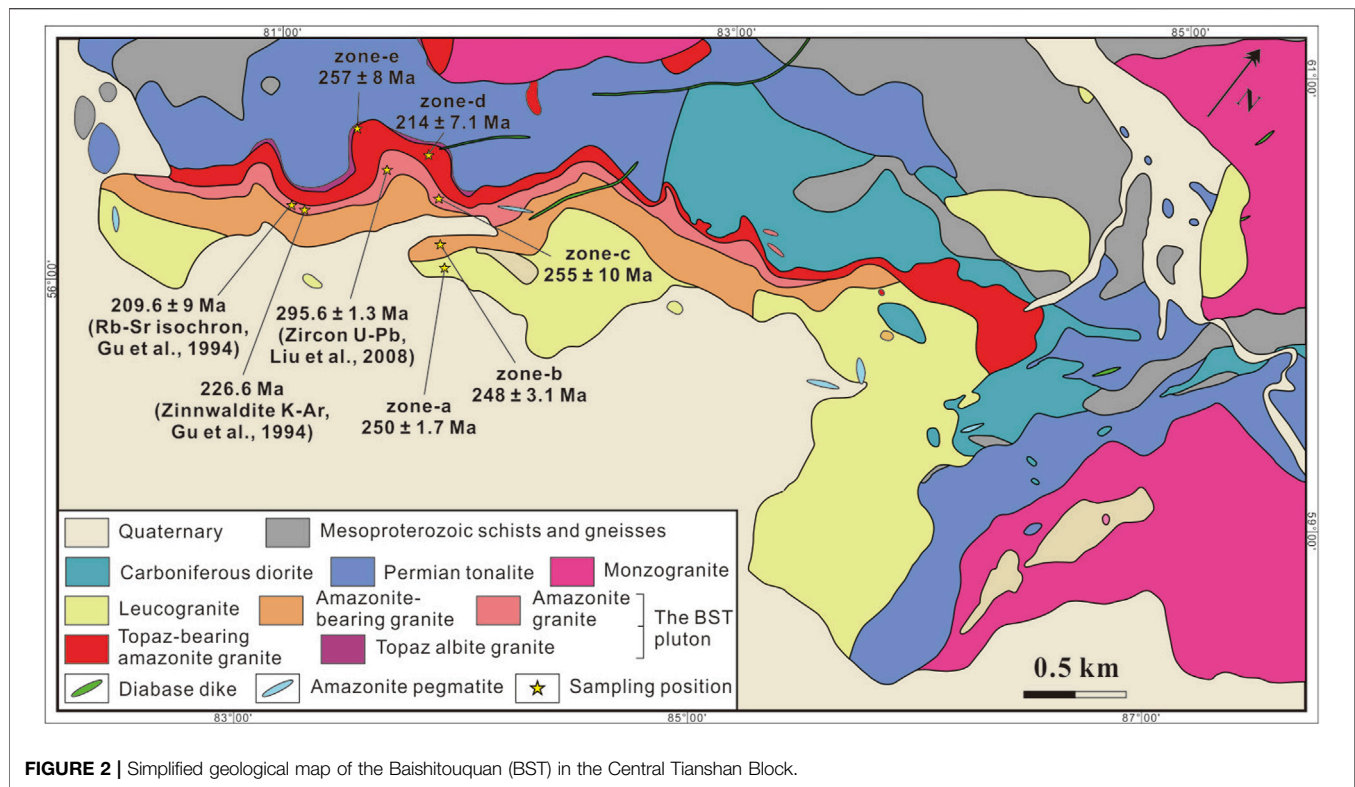 81°00' 83°00' 85°00'
61°00'
N
zone-e
257 ± 8 Ma
zone-d
214 ± 7.1 Ma
56°00'
zone-c
255 ± 10 Ma
209.6 ± 9 Ma
(Rb-Sr isochron,
Gu et al., 1994)
295.6 ± 1.3 Ma
(Zircon U-Pb,
Liu et al., 2008)
226.6 Ma
(Zinnwaldite K-Ar,
Gu et al., 1994)
zone-a
250 ± 1.7 Ma
zone-b
248 ± 3.1 Ma
59°00'
Quaternary Mesoproterozoic schists and gneisses
Carboniferous diorite Permian tonalite Monzogranite
Leucogranite Amazonite-
bearing granite Amazonite
granite The BST
pluton
Topaz-bearing
amazonite granite Topaz albite granite
Diabase dike Amazonite pegmatite Sampling position
0.5 km
83°00' 85°00' 87°00'
FIGURE 2 | Simplified geological map of the Baishitouquan (BST) in the Central Tianshan Block.